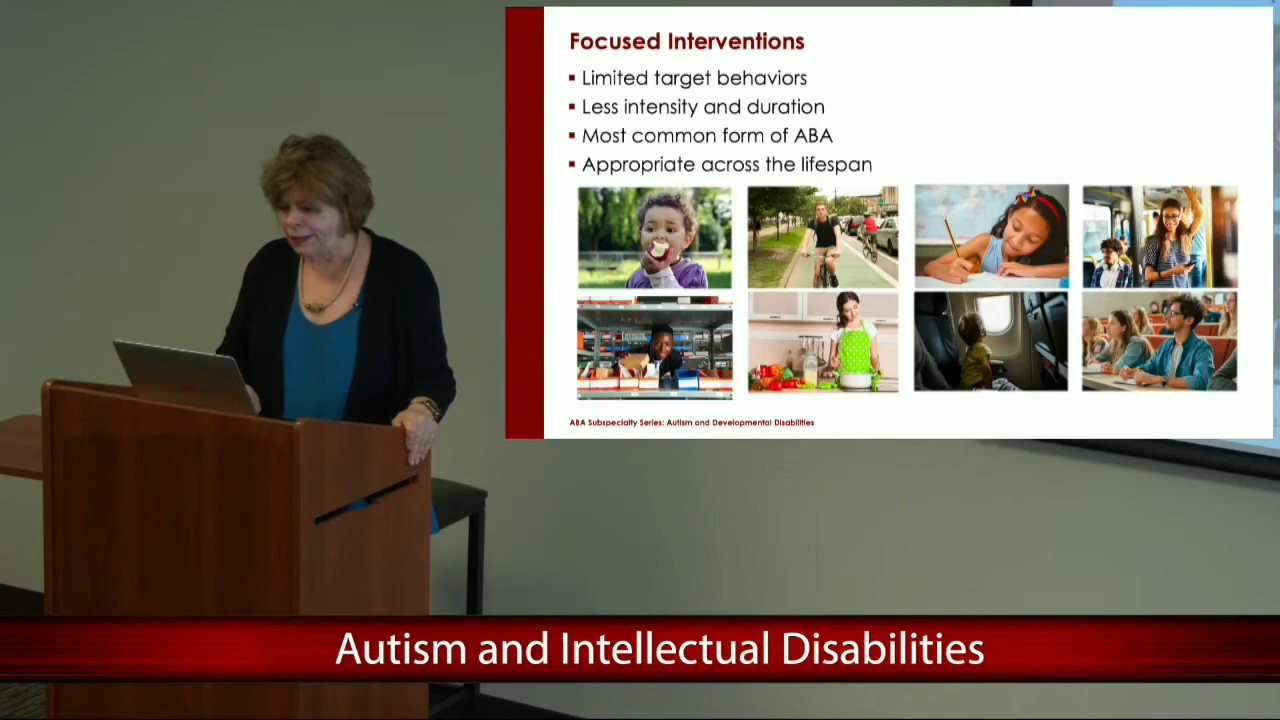 Focused Interventions
▪ Limited target behaviors
▪ Less intensity and duration
▪ Most common form of ABA
▪ Appropriate across the lifespan
ABA Subspecialty Series: Autism and Developmental Disabilities
Autism and Intellectual Disabilities